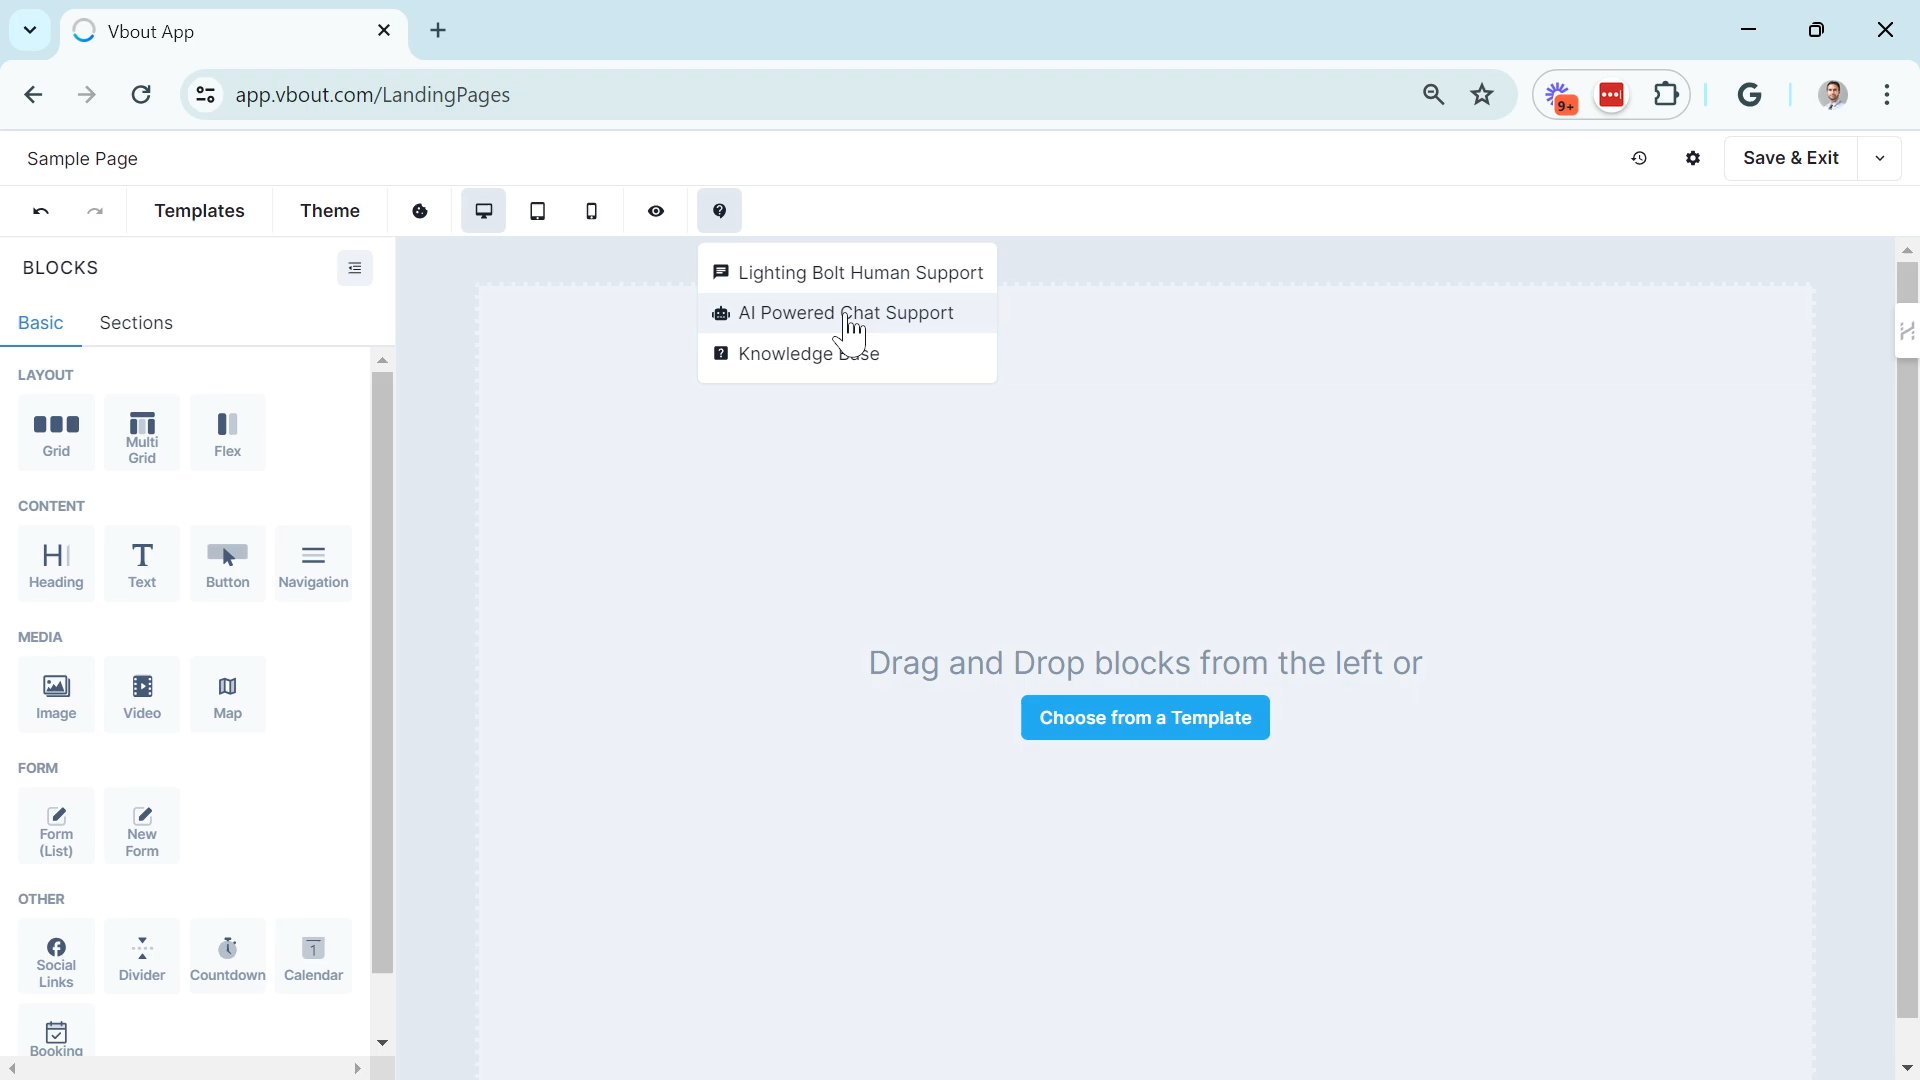 Vbout App
app.vbout.com/LandingPages
9+
Sample Page
Save & Exit
Templates
Theme
BLOCKS
Lighting Bolt Human Support
AI Powered Chat Support
Knowledge Base
Basic
Sections
LAYOUT
Grid
Multi
Grid
Flex
CONTENT
Heading
Text
Button
Navigation
MEDIA
Image
Video
Map
Drag and Drop blocks from the left or
Choose from a Template
FORM
Form
(List)
New
Form
OTHER
Social
Links
Divider
Countdown
1
Calendar
Booking